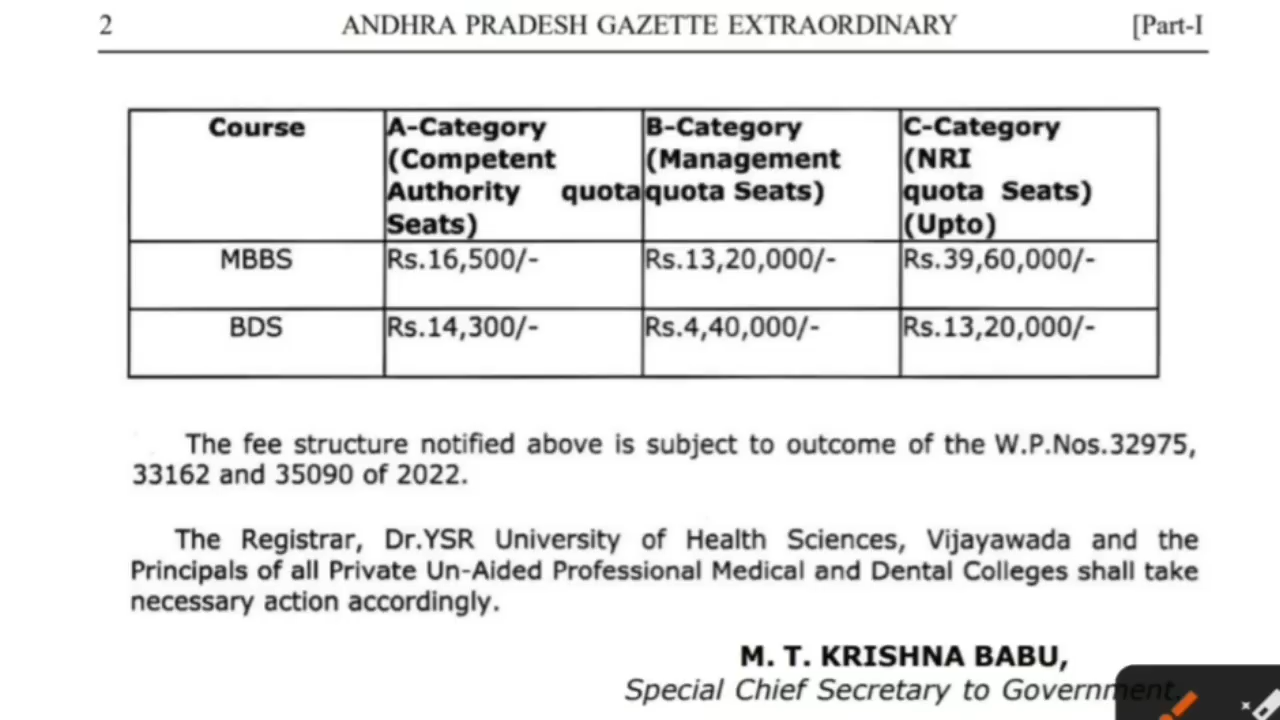 2 ANDHRA PRADESH GAZETTE EXTRAORDINARY [Part-I
Course A-Category (Competent Authority quota Seats) B-Category (Management quota Seats) C-Category (NRI quota Seats) (Upto)
MBBS Rs.16,500/- Rs.13,20,000/- Rs.39,60,000/-
BDS Rs.14,300/- Rs.4,40,000/- Rs.13,20,000/-
The fee structure notified above is subject to outcome of the W.P.Nos.32975,
33162 and 35090 of 2022.
The Registrar, Dr.YSR University of Health Sciences, Vijayawada and the
Principals of all Private Un-Aided Professional Medical and Dental Colleges shall take
necessary action accordingly.
M. T. KRISHNA BABU,
Special Chief Secretary to Government.